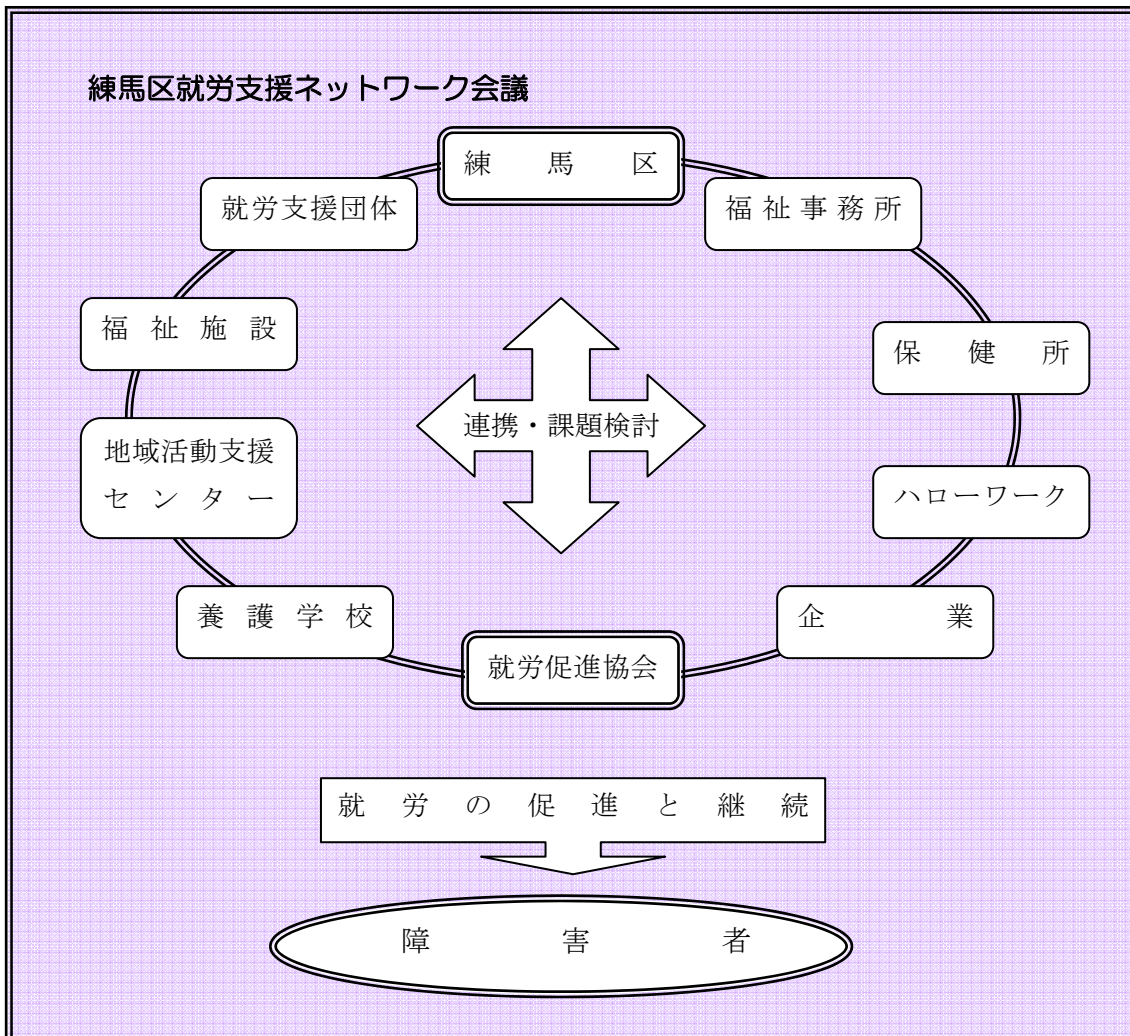 練馬区就労支援ネットワーク会議
練馬区
就労支援団体
福祉事務所
福祉施設
保健所
連携・課題検討
地域活動支援
センター
ハローワーク
養護学校
企業
就労促進協会
就労の促進と継続
障害者